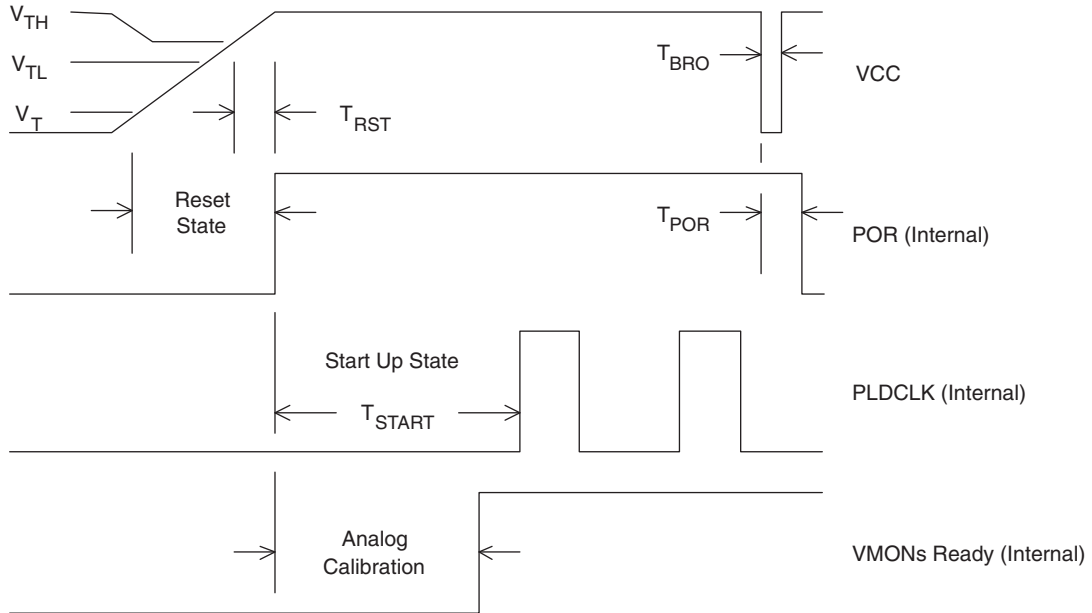 V_TH
V_TL
V_T
T_RST
T_BRO
VCC
Reset
State
T_POR
POR (Internal)
Start Up State
T_START
PLDCLK (Internal)
Analog
Calibration
VMONs Ready (Internal)